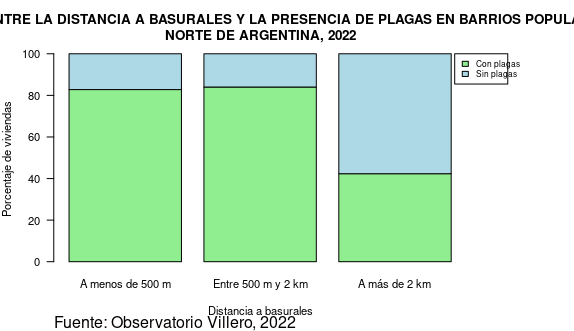 NTRE LA DISTANCIA A BASURALES Y LA PRESENCIA DE PLAGAS EN BARRIOS POPULA
NORTE DE ARGENTINA, 2022
Porcentaje de viviendas
100
80
60
40
20
0
Con plagas
Sin plagas
A menos de 500 m
Entre 500 m y 2 km
A más de 2 km
Distancia a basurales
Fuente: Observatorio Villero, 2022